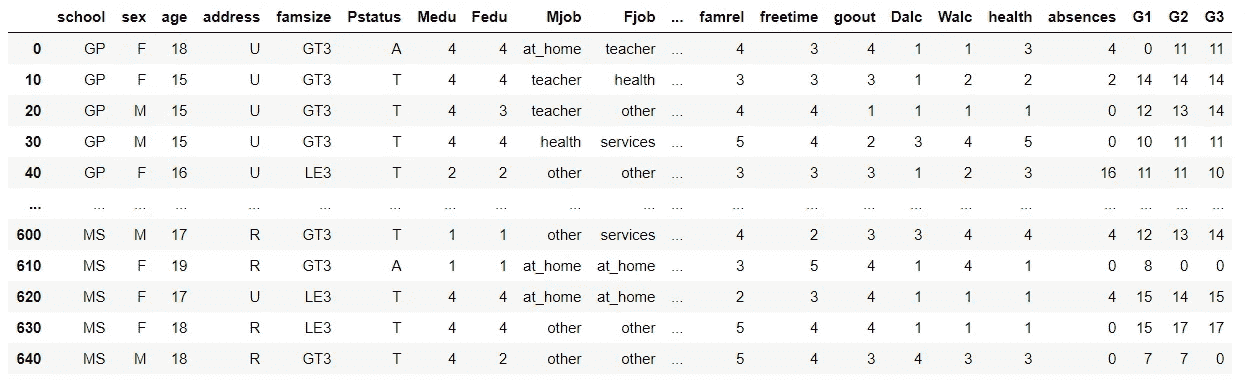 school sex age address famsize Pstatus Medu Fedu Mjob Fjob ... famrel freetime goout Dalc Walc health absences G1 G2 G3
0 GP F 18 U GT3 A 4 4 at_home teacher ... 4 3 4 1 1 3 4 0 11 11
10 GP F 15 U GT3 T 4 4 teacher health ... 3 3 3 1 2 2 2 14 14 14
20 GP M 15 U GT3 T 4 3 teacher other ... 4 4 1 1 1 1 0 12 13 14
30 GP M 15 U GT3 T 4 4 health services ... 5 4 2 3 4 5 0 10 11 11
40 GP F 16 U LE3 T 2 2 other other ... 3 3 3 1 2 3 16 11 11 10
... ... ... ... ... ... ... ... ... ... ... ... ... ... ... ... ... ... ... ... ... ...
600 MS M 17 R GT3 T 1 1 other services ... 4 2 3 3 4 4 4 12 13 14
610 MS F 19 R GT3 A 1 1 at_home at_home ... 3 5 4 1 4 1 0 8 0 0
620 MS F 17 U LE3 T 4 4 at_home at_home ... 2 3 4 1 1 1 4 15 14 15
630 MS F 18 R LE3 T 4 4 other other ... 5 4 4 1 1 1 0 15 17 17
640 MS M 18 R GT3 T 4 2 other other ... 5 4 3 4 3 3 0 7 7 0